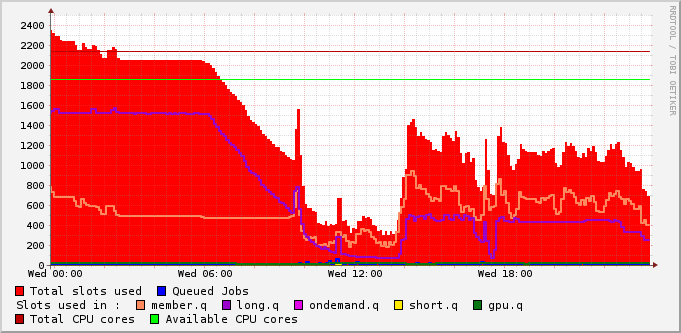 RRDTOOL / TOBI OETIKER
2400
2200
2000
1800
1600
1400
1200
1000
800
600
400
200
0
Wed 00:00 Wed 06:00 Wed 12:00 Wed 18:00
Total slots used Queued Jobs
Slots used in : member.q long.q ondemand.q short.q gpu.q
Total CPU cores Available CPU cores